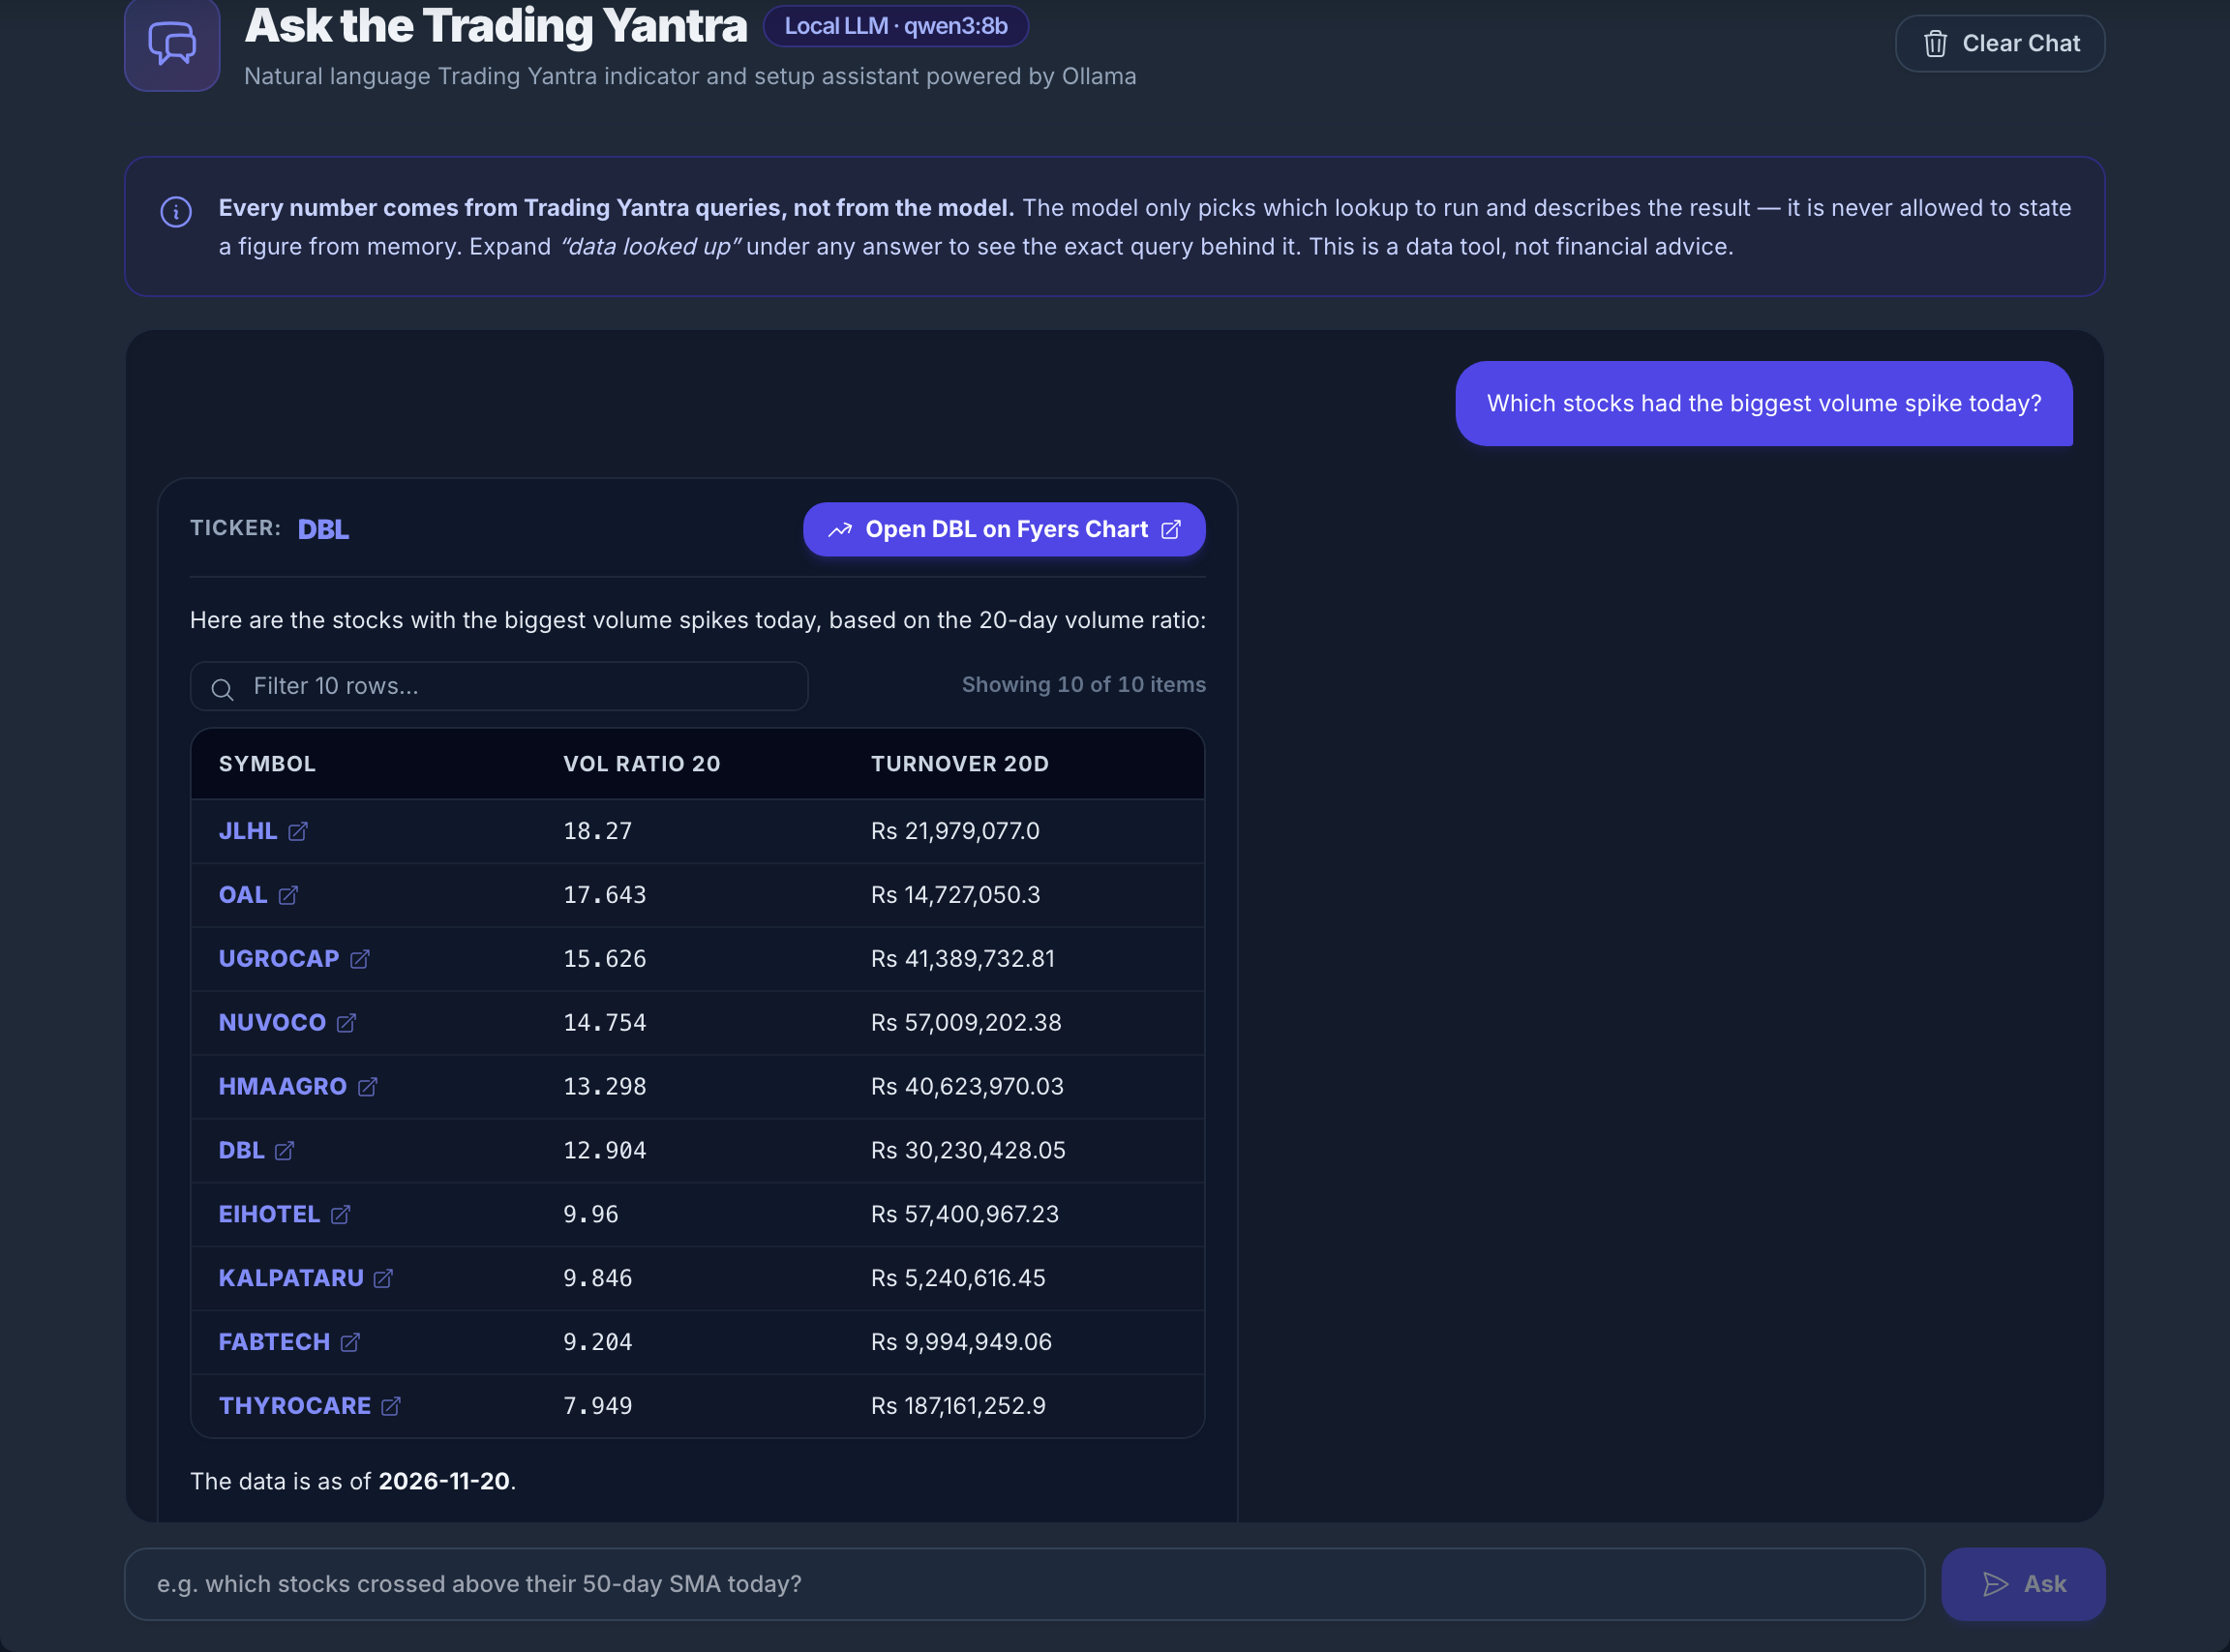 Ask the Trading Yantra
Local LLM · qwen3:8b
Clear Chat
Natural language Trading Yantra indicator and setup assistant powered by Ollama
Every number comes from Trading Yantra queries, not from the model. The model only picks which lookup to run and describes the result — it is never allowed to state
a figure from memory. Expand “data looked up” under any answer to see the exact query behind it. This is a data tool, not financial advice.
Which stocks had the biggest volume spike today?
TICKER: DBL
Open DBL on Fyers Chart
Here are the stocks with the biggest volume spikes today, based on the 20-day volume ratio:
Filter 10 rows...
Showing 10 of 10 items
SYMBOL VOL RATIO 20 TURNOVER 20D
JLHL 18.27 Rs 21,979,077.0
OAL 17.643 Rs 14,727,050.3
UGROCAP 15.626 Rs 41,389,732.81
NUVOCO 14.754 Rs 57,009,202.38
HMAAGRO 13.298 Rs 40,623,970.03
DBL 12.904 Rs 30,230,428.05
EIHOTEL 9.96 Rs 57,400,967.23
KALPATARU 9.846 Rs 5,240,616.45
FABTECH 9.204 Rs 9,994,949.06
THYROCARE 7.949 Rs 187,161,252.9
The data is as of 2026-11-20.
e.g. which stocks crossed above their 50-day SMA today?
Ask